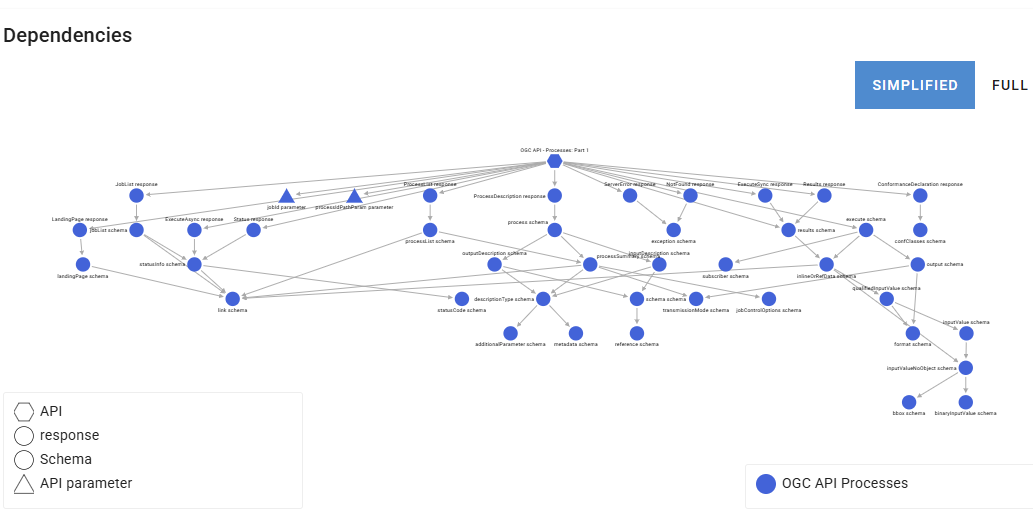 Dependencies
SIMPLIFIED
FULL
OGC API - Processes: Part 1
JobList response
jobId parameter
processIdPathParam parameter
ProcessList response
ProcessDescription response
ServerError response
NotFound response
ExecuteSync response
Results response
ConformanceDeclaration response
LandingPage response
jobList schema
ExecuteAsync response
Status response
processList schema
process schema
exception schema
results schema
execute schema
confClasses schema
landingPage schema
statusInfo schema
outputDescription schema
processSummary schema
inputDescription schema
subscriber schema
inlineOrRefData schema
output schema
link schema
statusCode schema
descriptionType schema
schema schema
transmissionMode schema
jobControlOptions schema
qualifiedInputValue schema
additionalParameter schema
metadata schema
reference schema
format schema
inputValue schema
inputValueNoObject schema
bbox schema
binaryInputValue schema
API
response
Schema
API parameter
OGC API Processes